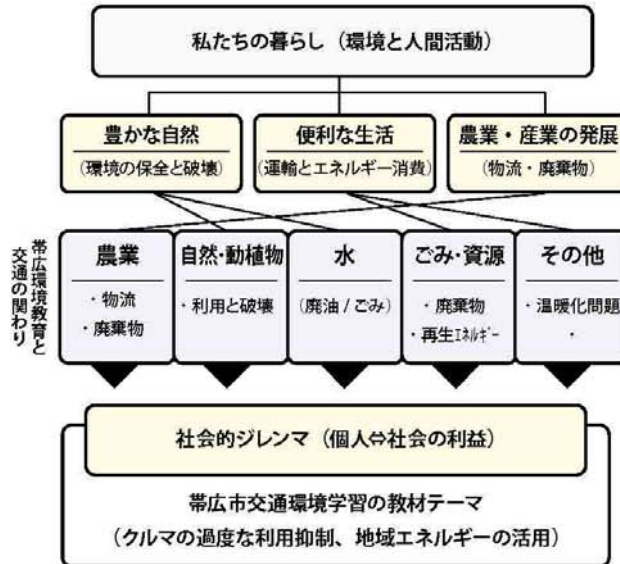 私たちの暮らし（環境と人間活動）
豊かな自然
（環境の保全と破壊）
便利な生活
（運輸とエネルギー消費）
農業・産業の発展
（物流・廃棄物）
帯広環境教育と
交通の関わり
農業
・物流
・廃棄物
自然・動植物
・利用と破壊
水
（廃油 / ごみ）
ごみ・資源
・廃棄物
・再生ｴﾈﾙｷﾞｰ
その他
・温暖化問題
・
社会的ジレンマ（個人⇔社会の利益）
帯広市交通環境学習の教材テーマ
（クルマの過度な利用抑制、地域エネルギーの活用）